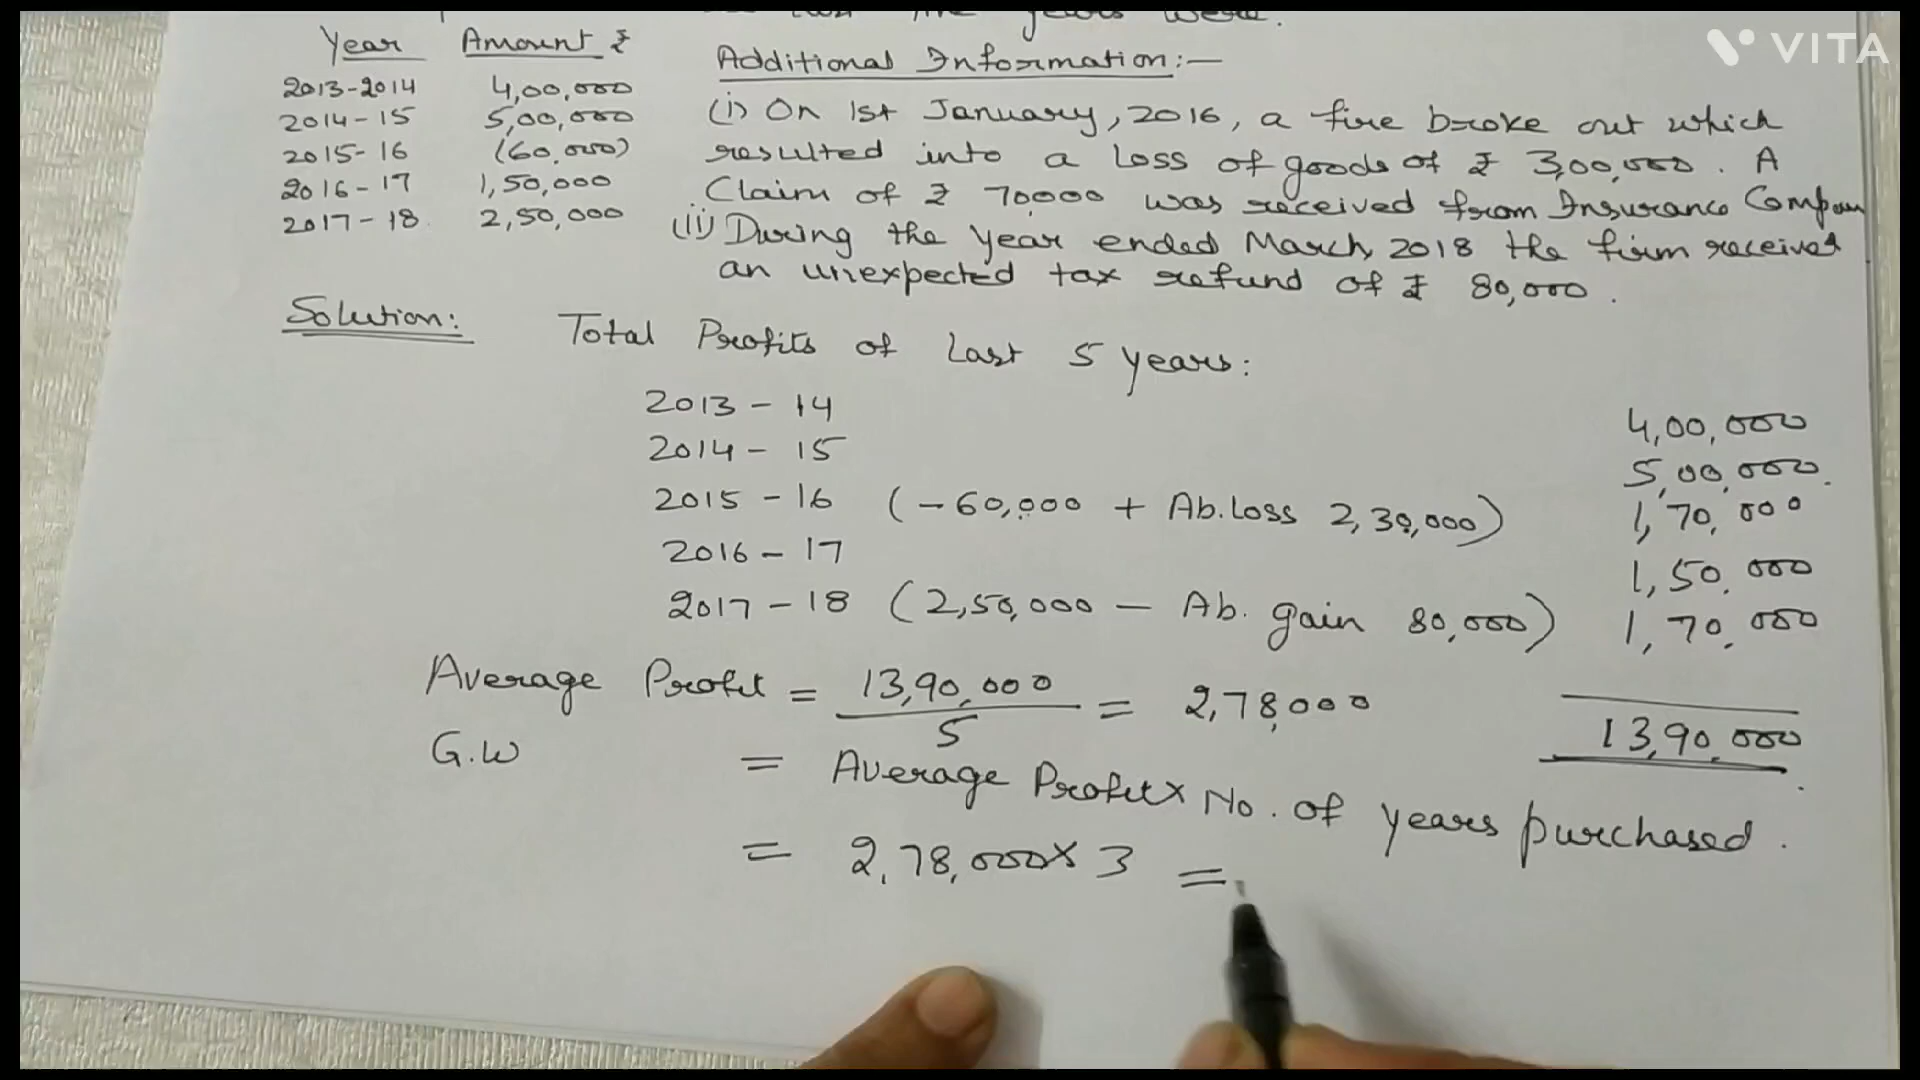 VITA
Year Amount ₹
2013-2014 4,00,000
2014-15 5,00,000
2015-16 (60,000)
2016-17 1,50,000
2017-18 2,50,000
Additional Information:-
(i) On 1st January, 2016, a fire broke out which
resulted into a loss of goods of ₹ 3,00,000. A
Claim of ₹ 70000 was received from Insurance
(ii) During the year ended March, 2018 the firm received
an unexpected tax refund of ₹ 80,000.
Solution: Total Profits of Last 5 years:
2013-14 4,00,000
2014-15 5,00,000
2015-16 (-60,000 + Ab.Loss 2,30,000) 1,70,000
2016-17 1,50,000
2017-18 (2,50,000 - Ab. gain 80,000) 1,70,000
13,90,000
Average Profit = 13,90,000 / 5 = 2,78,000
G.W = Average Profit x No. of years purchased.
= 2,78,000 x 3 =